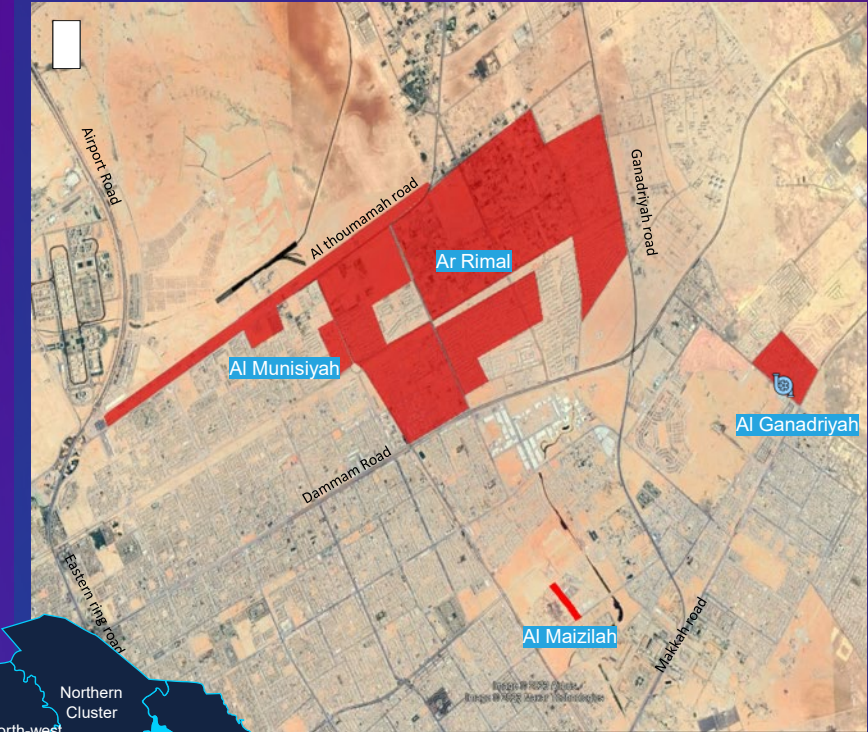 Airport Road
Al thoumamah road
Ganadriyah road
Ar Rimal
Al Munisiyah
Al Ganadriyah
Dammam Road
Eastern ring road
Al Maizilah
Makkah road
Northern
Cluster